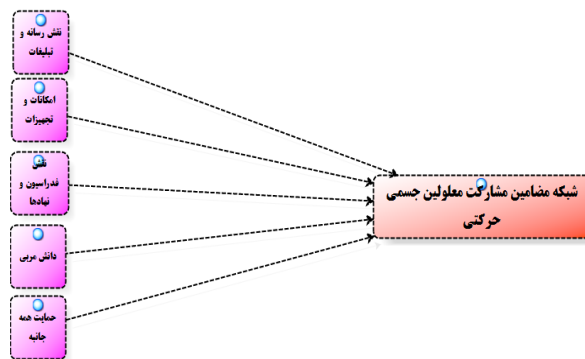 نقش رسانه و
تبلیغات
امکانات و
تجهیزات
نقش
فدراسیون و
نهادها
شبکه مضامین مشارکت معلولین جسمی
حرکتی
دانش مربی
حمایت همه
جانبه